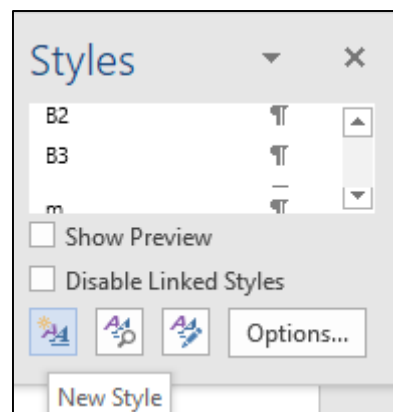 Styles
B2 ¶
B3 ¶
m ¶
Show Preview
Disable Linked Styles
Options...
New Style